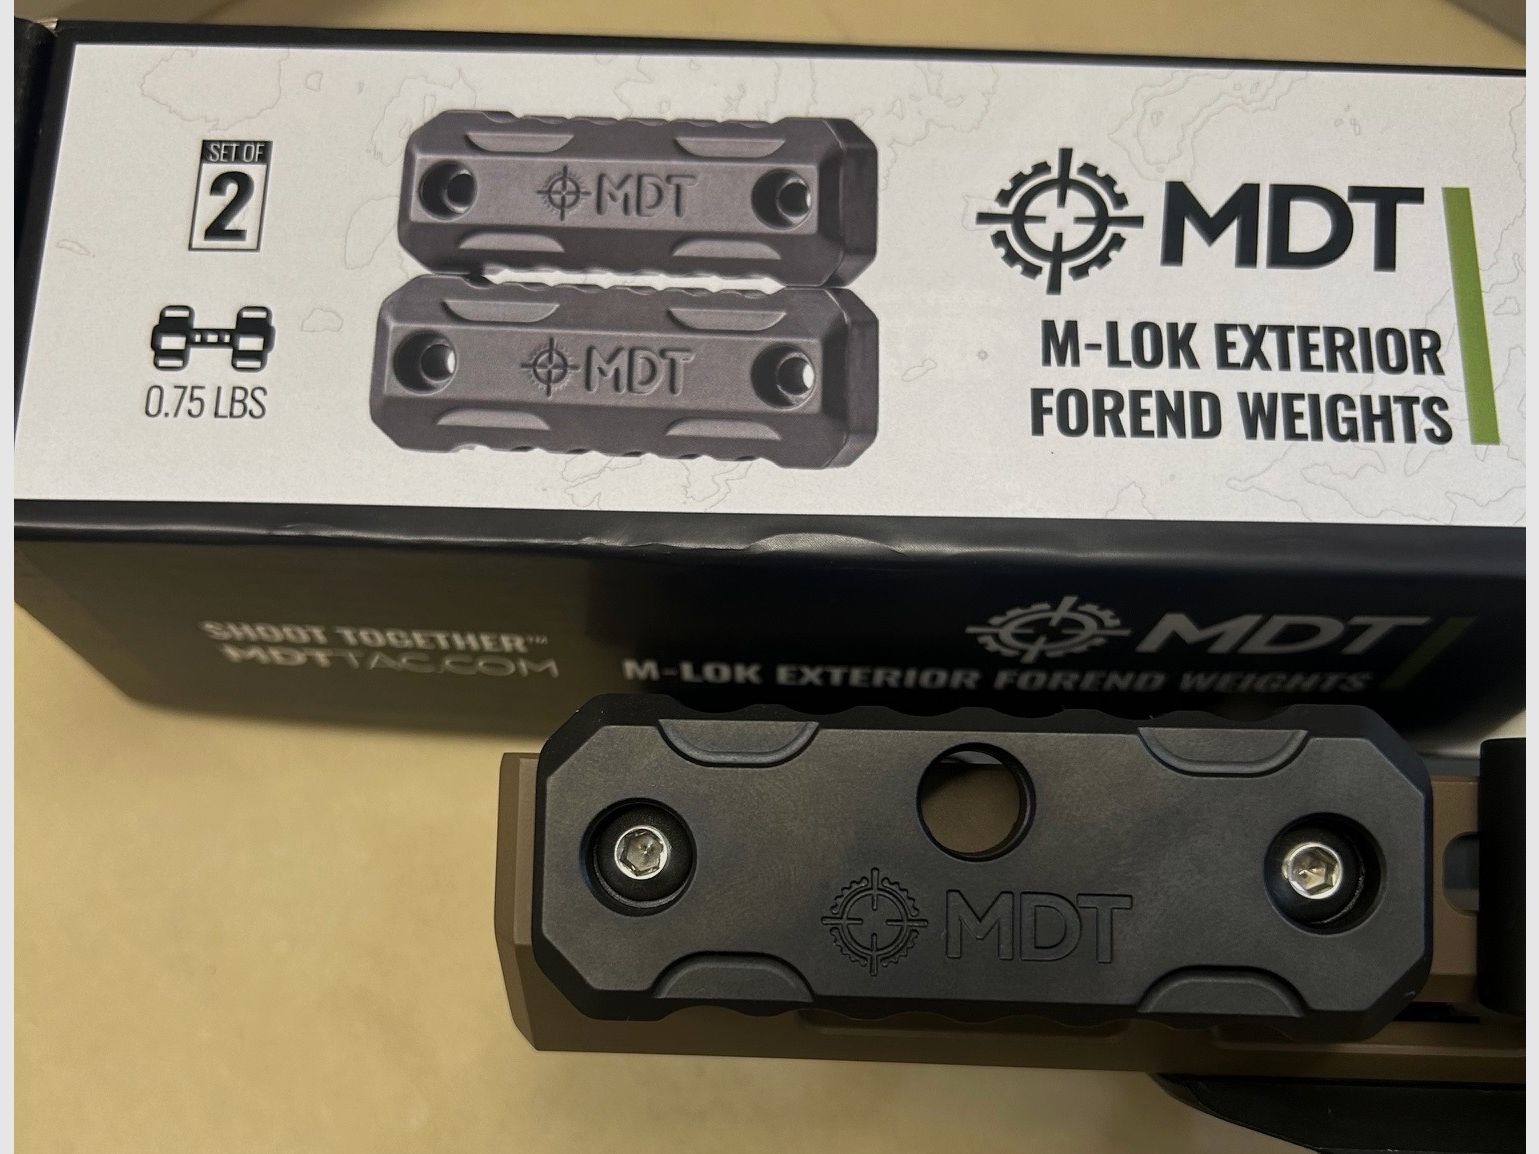 SET OF
2
0.75 LBS
MDT
MDT
MDT
M-LOK EXTERIOR
FOREND WEIGHTS
SHOOT TOGETHER™
MDTTAC.COM
MDT
M-LOK EXTERIOR FOREND WEIGHTS
MDT